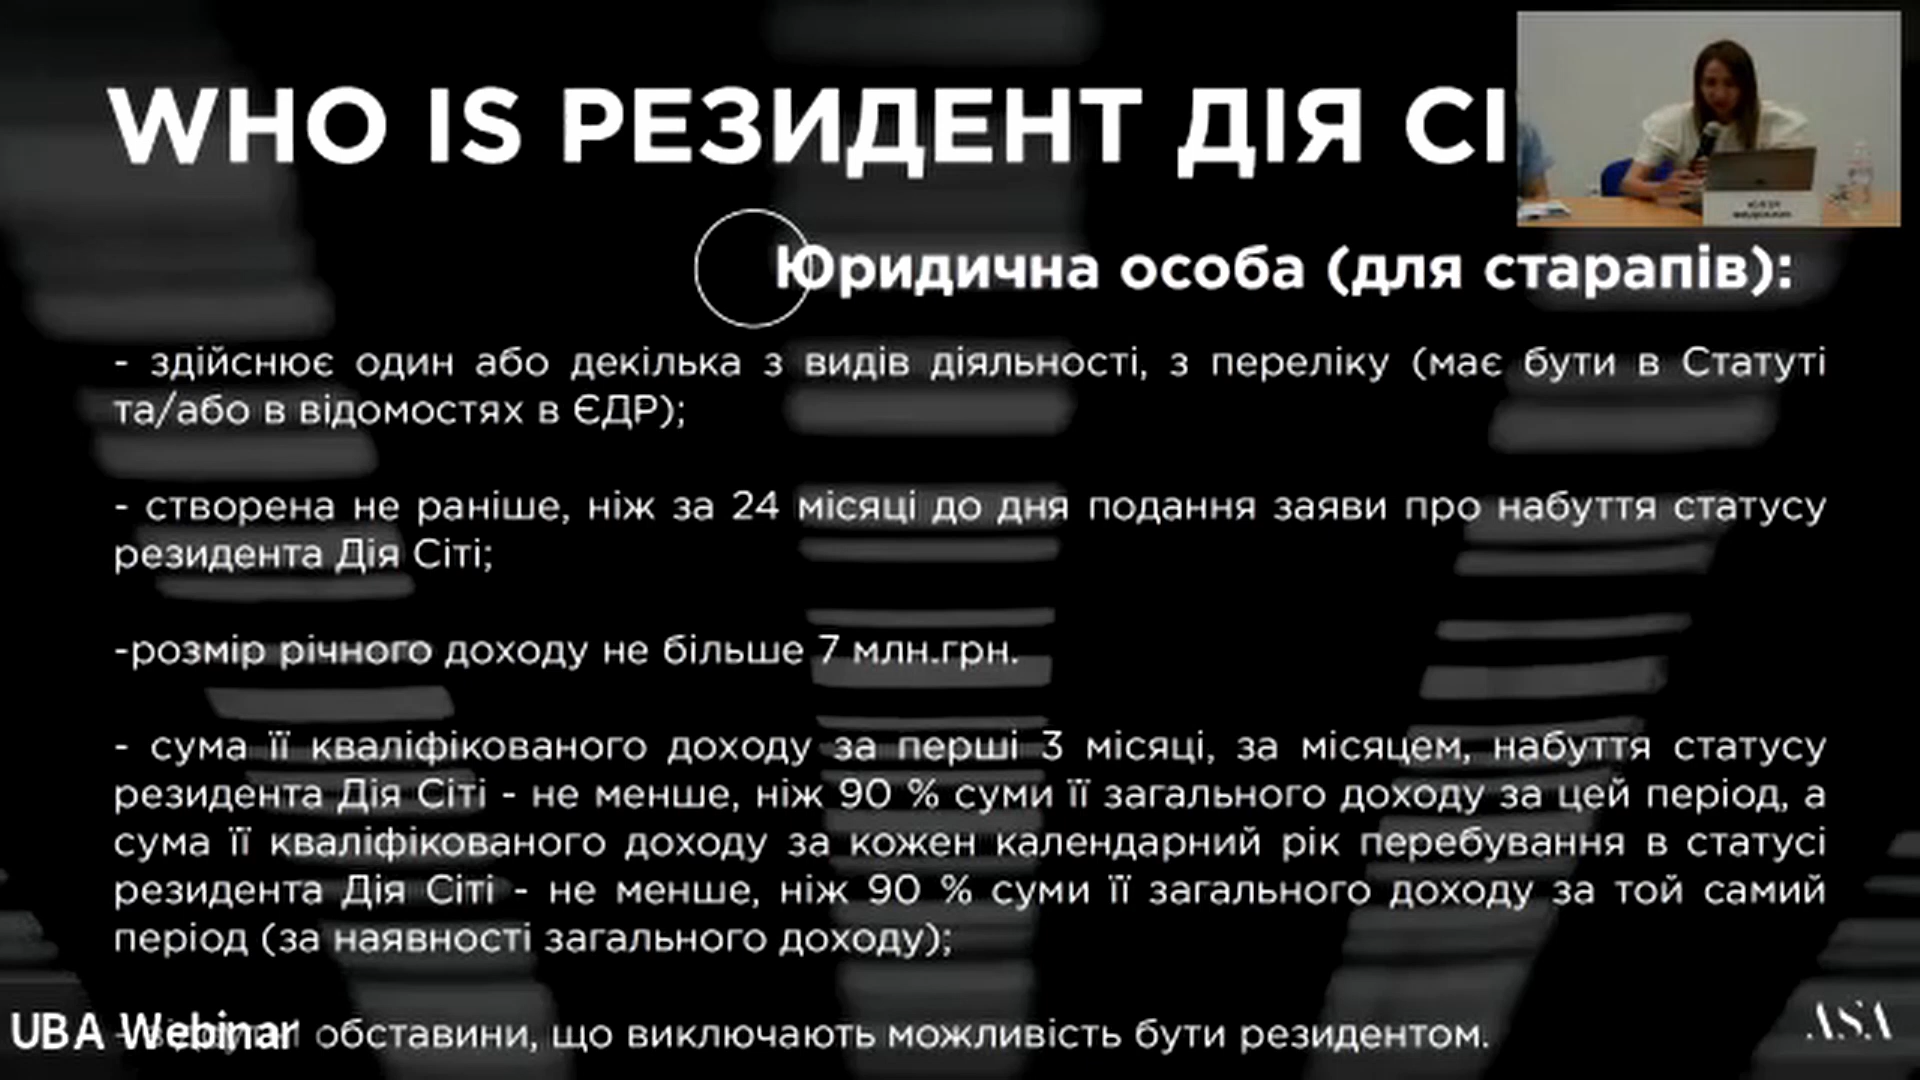 WHO IS РЕЗИДЕНТ ДІЯ СІ
Юридична особа (для старапів):
- здійснює один або декілька з видів діяльності, з переліку (має бути в Статуті
та/або в відомостях в ЄДР);
- створена не раніше, ніж за 24 місяці до дня подання заяви про набуття статусу
резидента Дія Сіті;
-розмір річного доходу не більше 7 млн.грн.
- сума її кваліфікованого доходу за перші 3 місяці, за місяцем, набуття статусу
резидента Дія Сіті - не менше, ніж 90 % суми її загального доходу за цей період, а
сума її кваліфікованого доходу за кожен календарний рік перебування в статусі
резидента Дія Сіті - не менше, ніж 90 % суми її загального доходу за той самий
період (за наявності загального доходу);
- обставини, що виключають можливість бути резидентом.
UBA Webinar
ASA